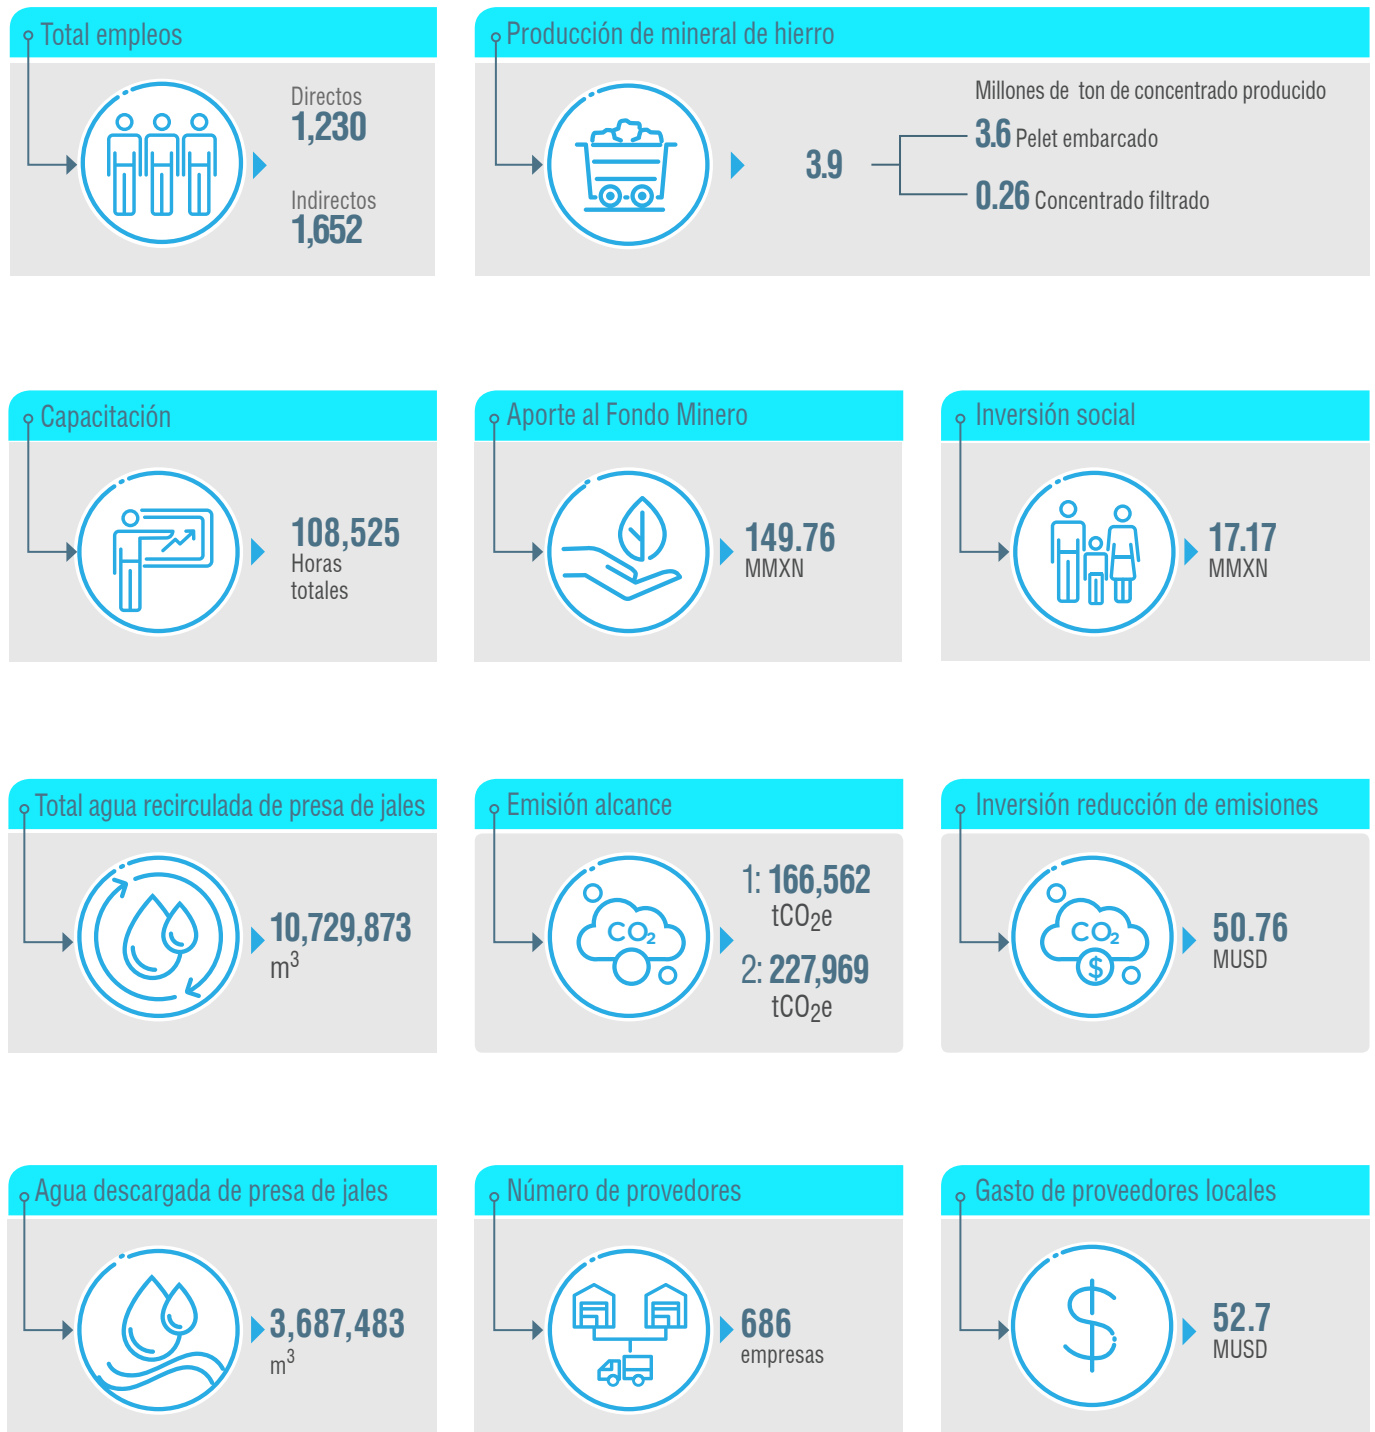 Total empleos
Directos
1,230
Indirectos
1,652
Producción de mineral de hierro
3.9
Millones de ton de concentrado producido
3.6 Pelet embarcado
0.26 Concentrado filtrado
Capacitación
108,525
Horas
totales
Aporte al Fondo Minero
149.76
MMXN
Inversión social
17.17
MMXN
Total agua recirculada de presa de jales
10,729,873
m³
Emisión alcance
CO₂
1: 166,562
tCO₂e
2: 227,969
tCO₂e
Inversión reducción de emisiones
CO₂
$
50.76
MUSD
Agua descargada de presa de jales
3,687,483
m³
Número de provedores
686
empresas
Gasto de proveedores locales
$
52.7
MUSD